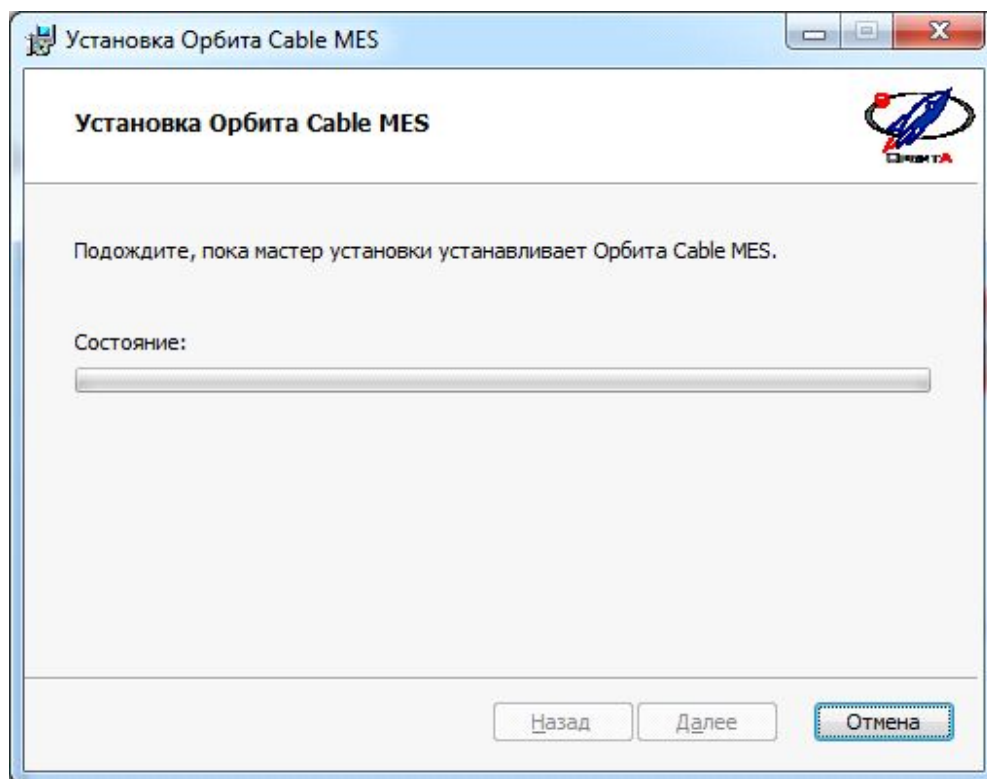 Установка Орбита Cable MES
Установка Орбита Cable MES
ОрбитА
Подождите, пока мастер установки устанавливает Орбита Cable MES.
Состояние:
Назад
Далее
Отмена